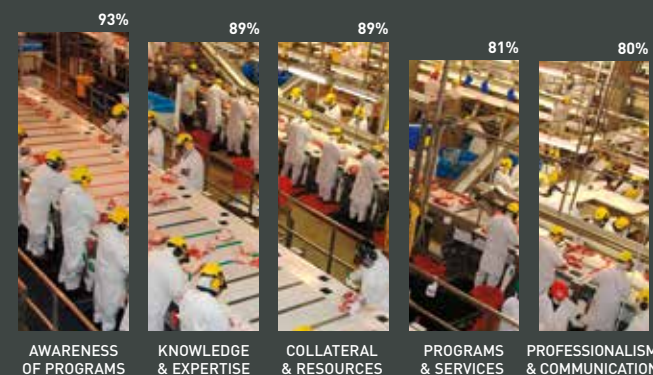 93%
89%
89%
81%
80%
AWARENESS
OF PROGRAMS
KNOWLEDGE
& EXPERTISE
COLLATERAL
& RESOURCES
PROGRAMS
& SERVICES
PROFESSIONALISM
& COMMUNICATION